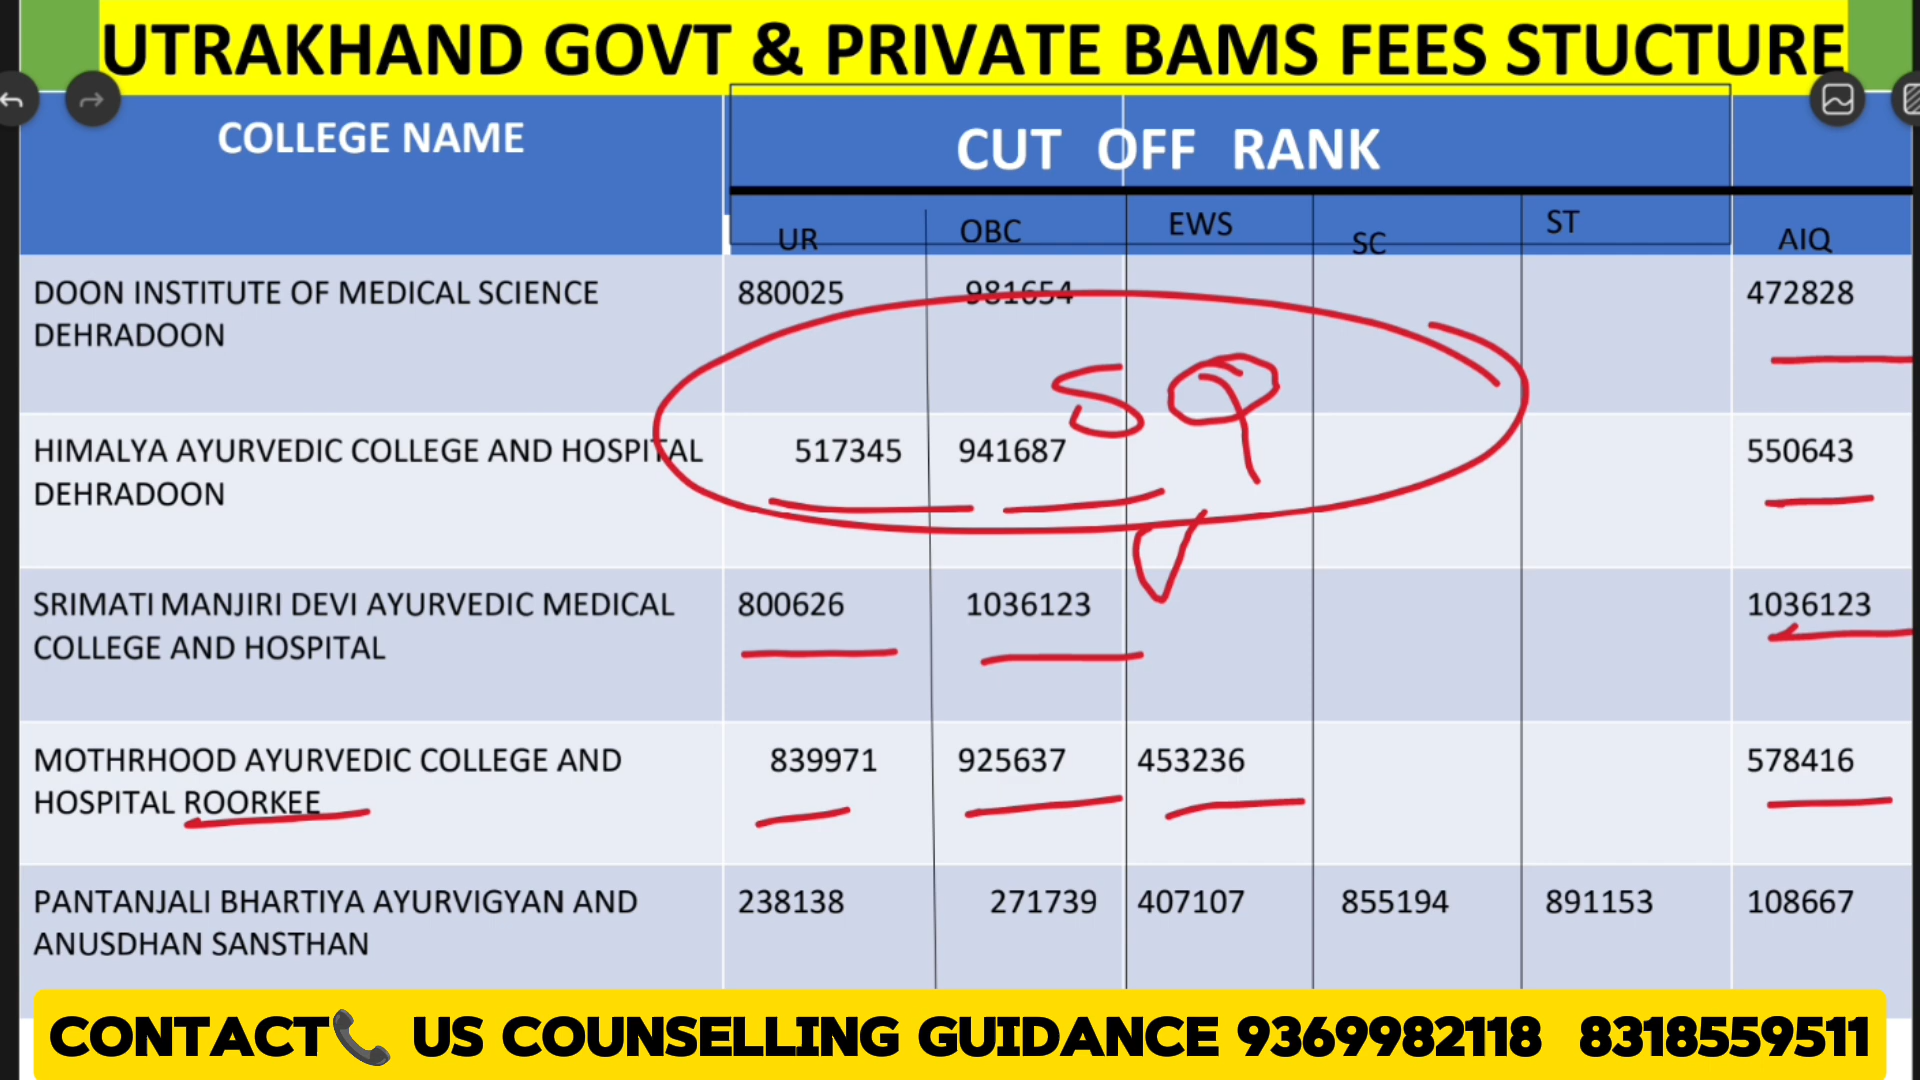 UTRAKHAND GOVT & PRIVATE BAMS FEES STUCTURE
COLLEGE NAME
CUT OFF RANK
UR OBC EWS SC ST AIQ
DOON INSTITUTE OF MEDICAL SCIENCE 880025 981654 472828
DEHRADOON
SQ
HIMALYA AYURVEDIC COLLEGE AND HOSPITAL 517345 941687 550643
DEHRADOON
SRIMATI MANJIRI DEVI AYURVEDIC MEDICAL 800626 1036123 1036123
COLLEGE AND HOSPITAL
MOTHRHOOD AYURVEDIC COLLEGE AND 839971 925637 453236 578416
HOSPITAL ROORKEE
PANTANJALI BHARTIYA AYURVIGYAN AND 238138 271739 407107 855194 891153 108667
ANUSDHAN SANSTHAN
CONTACT📞 US COUNSELLING GUIDANCE 9369982118 8318559511